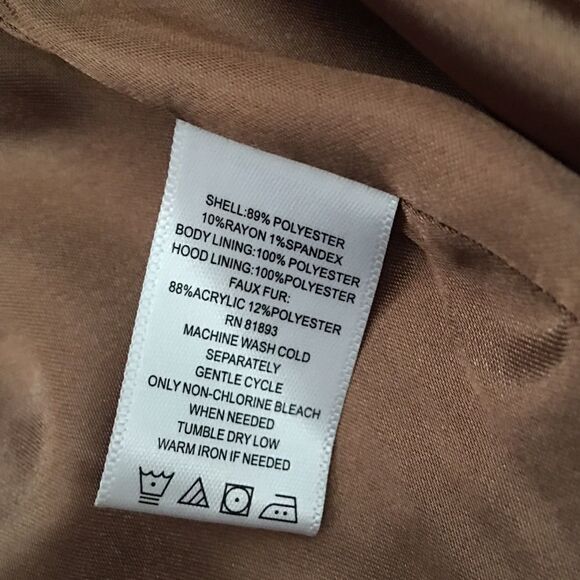 SHELL:89% POLYESTER
10%RAYON 1%SPANDEX
BODY LINING:100% POLYESTER
HOOD LINING:100%POLYESTER
FAUX FUR:
88%ACRYLIC 12%POLYESTER
RN 81893
MACHINE WASH COLD
SEPARATELY
GENTLE CYCLE
ONLY NON-CHLORINE BLEACH
WHEN NEEDED
TUMBLE DRY LOW
WARM IRON IF NEEDED